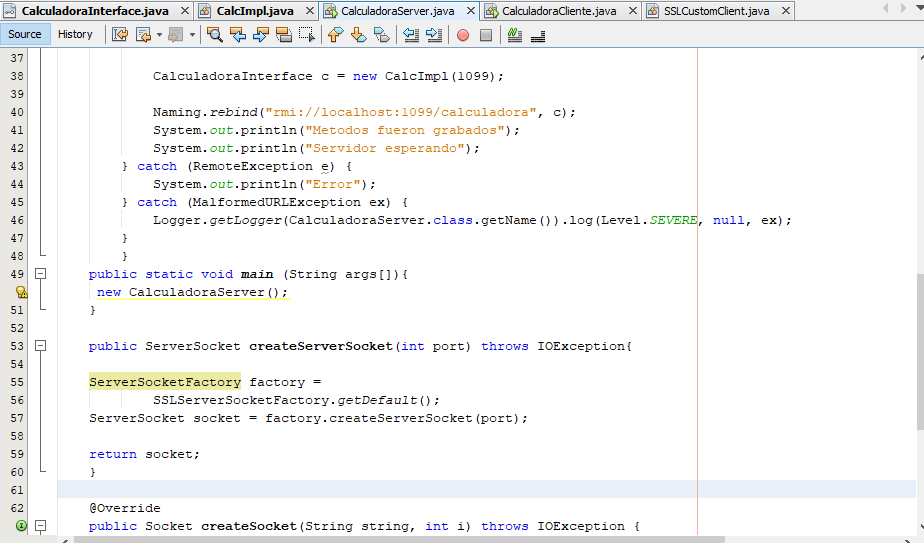 CalculadoraInterface.java CalcImpl.java CalculadoraServer.java CalculadoraCliente.java SSLCustomClient.java
Source History
37
38 CalculadoraInterface c = new CalcImpl(1099);
39
40 Naming.rebind("rmi://localhost:1099/calculadora", c);
41 System.out.println("Metodos fueron grabados");
42 System.out.println("Servidor esperando");
43 } catch (RemoteException e) {
44 System.out.println("Error");
45 } catch (MalformedURLException ex) {
46 Logger.getLogger(CalculadoraServer.class.getName()).log(Level.SEVERE, null, ex);
47 }
48 }
49 public static void main (String args[]){
new CalculadoraServer();
51 }
52
53 public ServerSocket createServerSocket(int port) throws IOException{
54
55 ServerSocketFactory factory =
56 SSLServerSocketFactory.getDefault();
57 ServerSocket socket = factory.createServerSocket(port);
58
59 return socket;
60 }
61
62 @Override
public Socket createSocket(String string, int i) throws IOException {